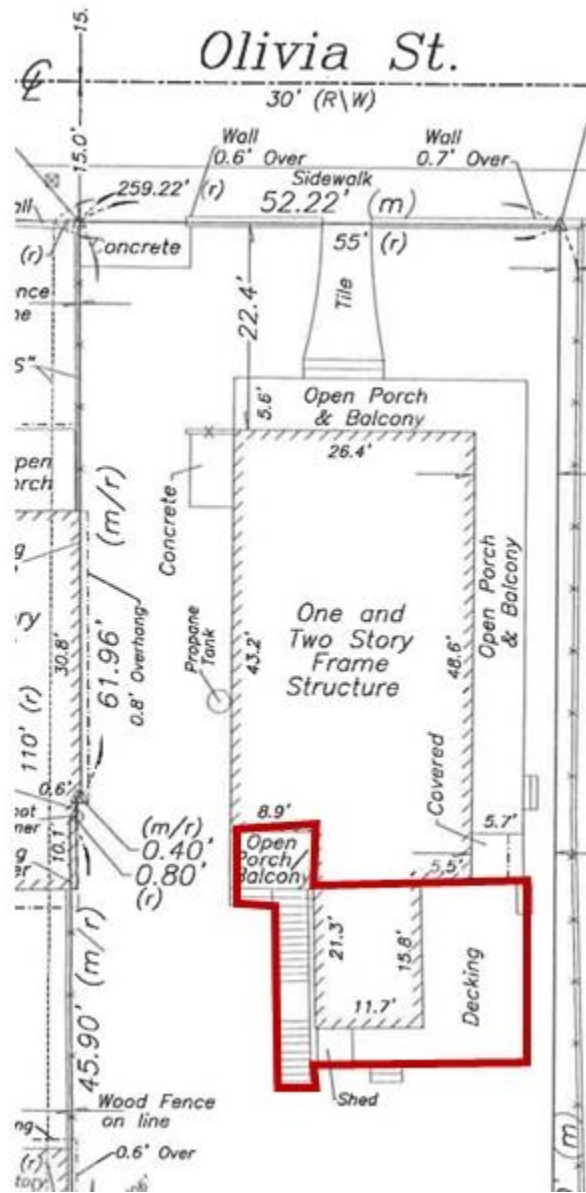 15.
Olivia St.
℄
30' (R\W)
15.0'
Wall
0.6' Over
Wall
0.7' Over
Sidewalk
259.22' (r)
52.22' (m)
55' (r)
(r)
Concrete
22.4'
Tile
Open Porch
& Balcony
5.6'
26.4'
Concrete
(m/r)
61.96'
0.8' Overhang
30.8'
110' (r)
Propane
Tank
43.2'
One and
Two Story
Frame
Structure
48.6'
Open Porch
& Balcony
Covered
5.7'
5.5'
8.9'
Open
Porch/
Balcony
0.6'
10.1'
(m/r)
0.40'
0.80'
(r)
21.3'
15.8'
11.7'
Decking
Shed
45.90' (m/r)
Wood Fence
on line
0.6' Over
(r)
(m)